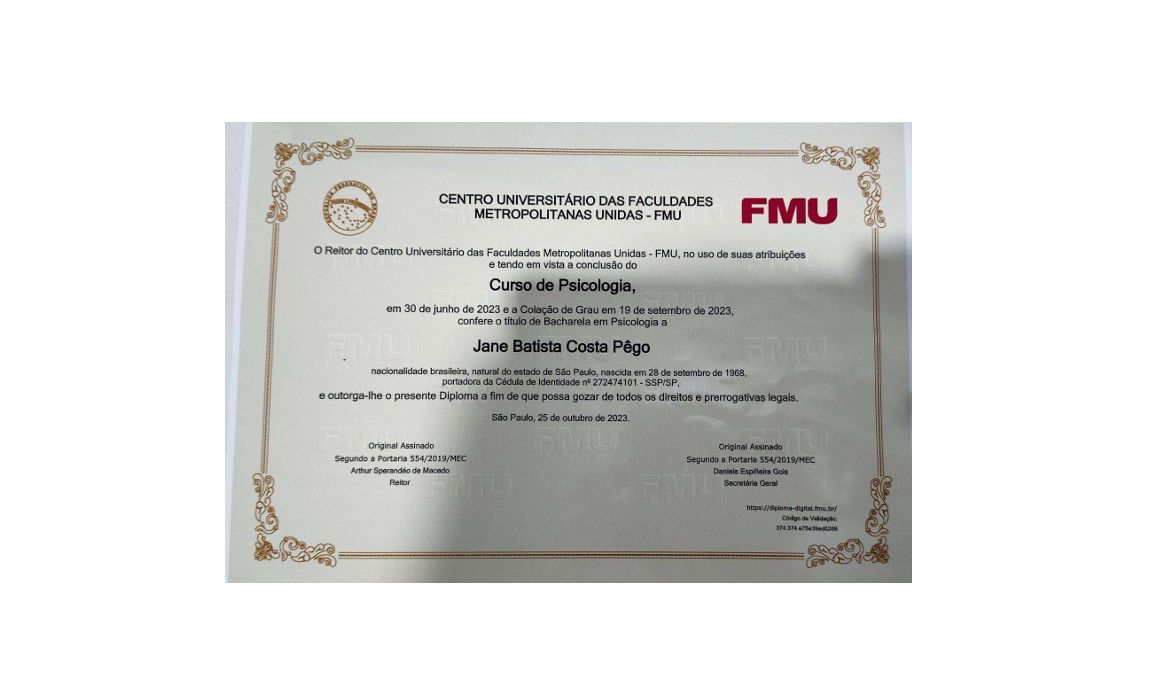 REPÚBLICA FEDERATIVA DO BRASIL
CENTRO UNIVERSITÁRIO DAS FACULDADES
METROPOLITANAS UNIDAS - FMU
FMU
O Reitor do Centro Universitário das Faculdades Metropolitanas Unidas - FMU, no uso de suas atribuições
e tendo em vista a conclusão do
Curso de Psicologia,
em 30 de junho de 2023 e a Colação de Grau em 19 de setembro de 2023,
confere o título de Bacharela em Psicologia a
Jane Batista Costa Pêgo
nacionalidade brasileira, natural do estado de São Paulo, nascida em 28 de setembro de 1968,
portadora da Cédula de Identidade nº 272474101 - SSP/SP,
e outorga-lhe o presente Diploma a fim de que possa gozar de todos os direitos e prerrogativas legais.
São Paulo, 25 de outubro de 2023.
Original Assinado
Segundo a Portaria 554/2019/MEC
Arthur Sperandéo de Macedo
Reitor
Original Assinado
Segundo a Portaria 554/2019/MEC
Daniela Espiñeira Gois
Secretária Geral
https://diploma-digital.fmu.br/
Código de Validação:
374.374.a75e39ed0289